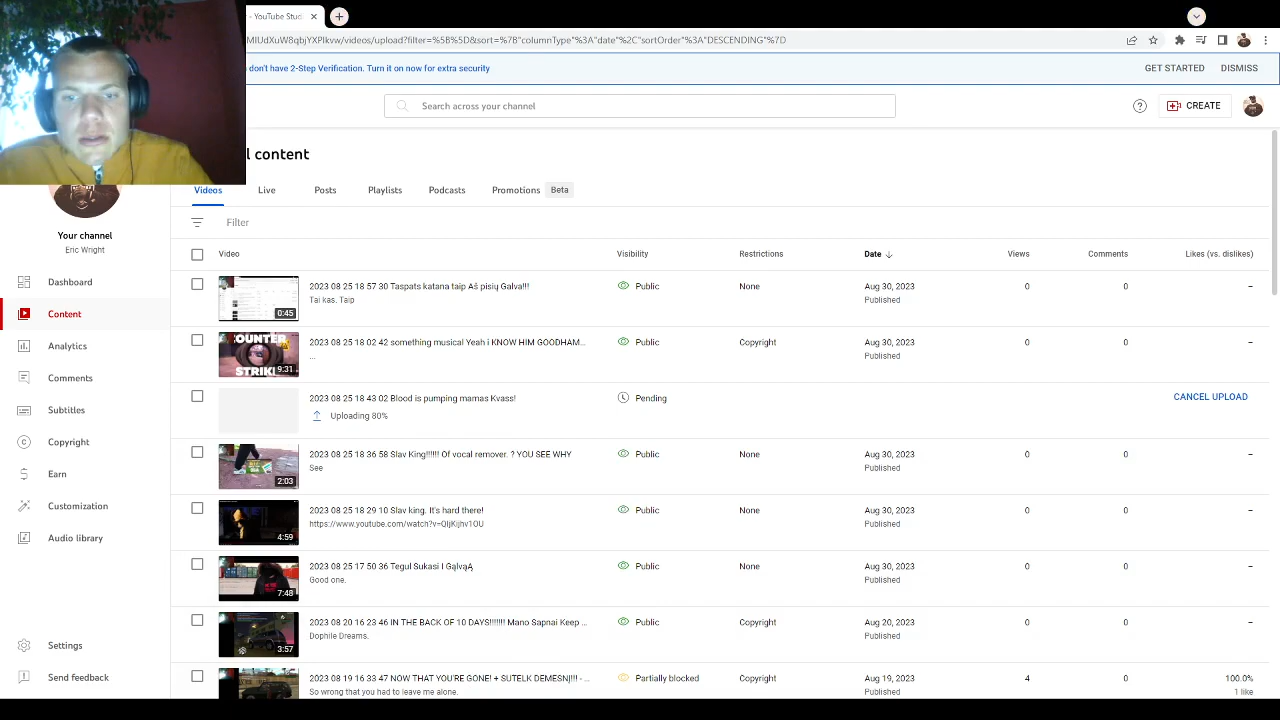 - YouTube Studio
MIUdXuW8qbjYXPIkvw/videos/upload?filter=%5B%5D&sort=%7B"columnType"%3A"date"%2C"sortOrder"%3A"DESCENDING"%7D
don't have 2-Step Verification. Turn it on now for extra security
GET STARTED
DISMISS
Search across your channel
CREATE
l content
Videos
Live
Posts
Playlists
Podcasts
Promotions
Beta
Filter
Your channel
Eric Wright
Dashboard
Content
Analytics
Comments
Subtitles
Copyright
Earn
Customization
Audio library
Settings
Send feedback
Video
Visibility
Restrictions
Date
Views
Comments
Likes (vs. dislikes)
0:45
2023 08 25 18 57 30 Taspats katana taip Aš prisijGava!!!
Tai kas. Taip
Public
None
Aug 30, 2023
Published
0
0
–
COUNTER
STRIKE
9:31
2023 08 25 18 02 42 something musical Yeah i KNOW HIM GOODHAM...
...
Public
Copyright
Aug 30, 2023
Published
0
0
–
2023 08 25 18 43 02 Blood is pumping mamas Kvass!
Uploading 80%
Pending
CANCEL UPLOAD
2:03
2023 08 25 18 36 58 Slav King!!!!!! Of vocal remover. ? YOU SEE WHY
See
Public
None
Aug 30, 2023
Published
0
0
–
4:59
2023 08 25 18 29 10 Slav king. It's hard there!
https://www.youtube.com/watch?v=QIjKijhv1OU
Public
None
Aug 30, 2023
Published
0
0
–
7:48
2023 08 25 17 50 36 Tegul Sukasi I GąlvąĄ
Good one.
Public
None
Aug 30, 2023
Published
0
0
–
3:57
2023 08 20 16 23 46 IN THE BACK OF 10 DAYS!!!!!!! Mano Sapnai Keep ...
Dophile Dreams.
Public
Copyright
Aug 20, 2023
Published
0
0
–
2023 08 19 16 33 47 NOW THAT YOU'RE GONE! + SUTELK DEMESNĮ!!! - ...
So wrong that you had to leave me alone.
Partially blocked
Copyright
Aug 19, 2023
Published
4
0
100.0%
1 like